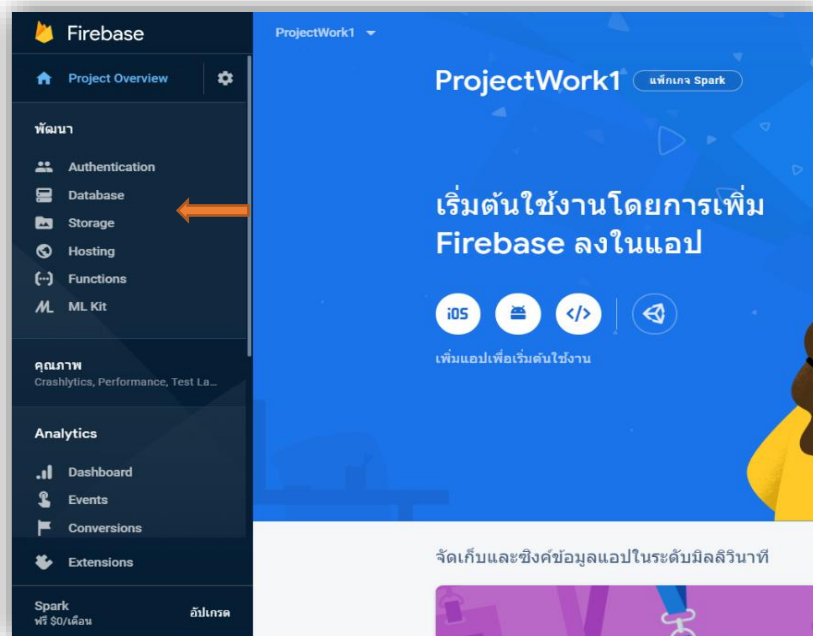 Firebase
ProjectWork1
Project Overview
พัฒนา
Authentication
Database
Storage
Hosting
Functions
ML Kit
คุณภาพ
Crashlytics, Performance, Test La...
Analytics
Dashboard
Events
Conversions
Extensions
Spark
ฟรี $0/เดือน
อัปเกรด
ProjectWork1
แพ็กเกจ Spark
เริ่มต้นใช้งานโดยการเพิ่ม
Firebase ลงในแอป
iOS
เพิ่มแอปเพื่อเริ่มต้นใช้งาน
จัดเก็บและซิงค์ข้อมูลแอปในระดับมิลลิวินาที